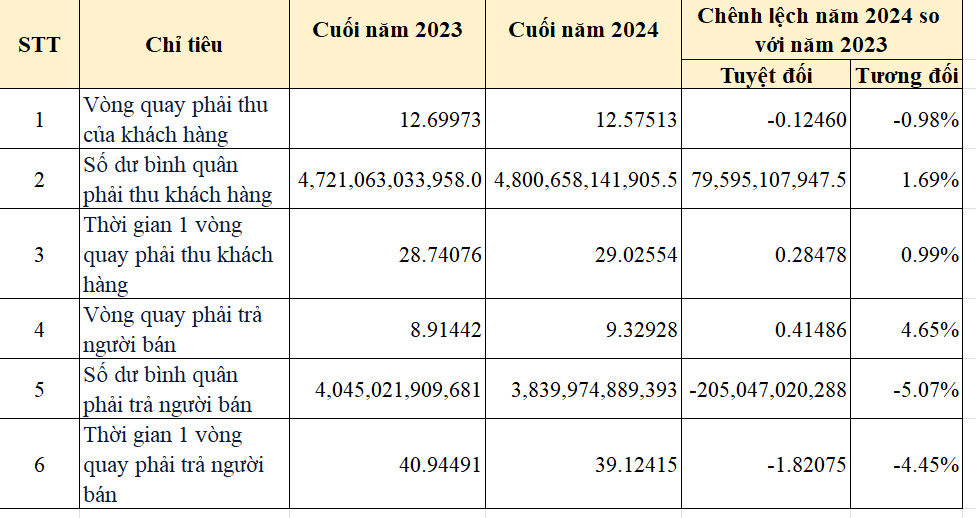 STT
Chỉ tiêu
Cuối năm 2023
Cuối năm 2024
Chênh lệch năm 2024 so
với năm 2023
Tuyệt đối
Tương đối
1
Vòng quay phải thu
của khách hàng
12.69973
12.57513
-0.12460
-0.98%
2
Số dư bình quân
phải thu khách hàng
4,721,063,033,958.0
4,800,658,141,905.5
79,595,107,947.5
1.69%
3
Thời gian 1 vòng
quay phải thu khách
hàng
28.74076
29.02554
0.28478
0.99%
4
Vòng quay phải trả
người bán
8.91442
9.32928
0.41486
4.65%
5
Số dư bình quân
phải trả người bán
4,045,021,909,681
3,839,974,889,393
-205,047,020,288
-5.07%
6
Thời gian 1 vòng
quay phải trả người
bán
40.94491
39.12415
-1.82075
-4.45%